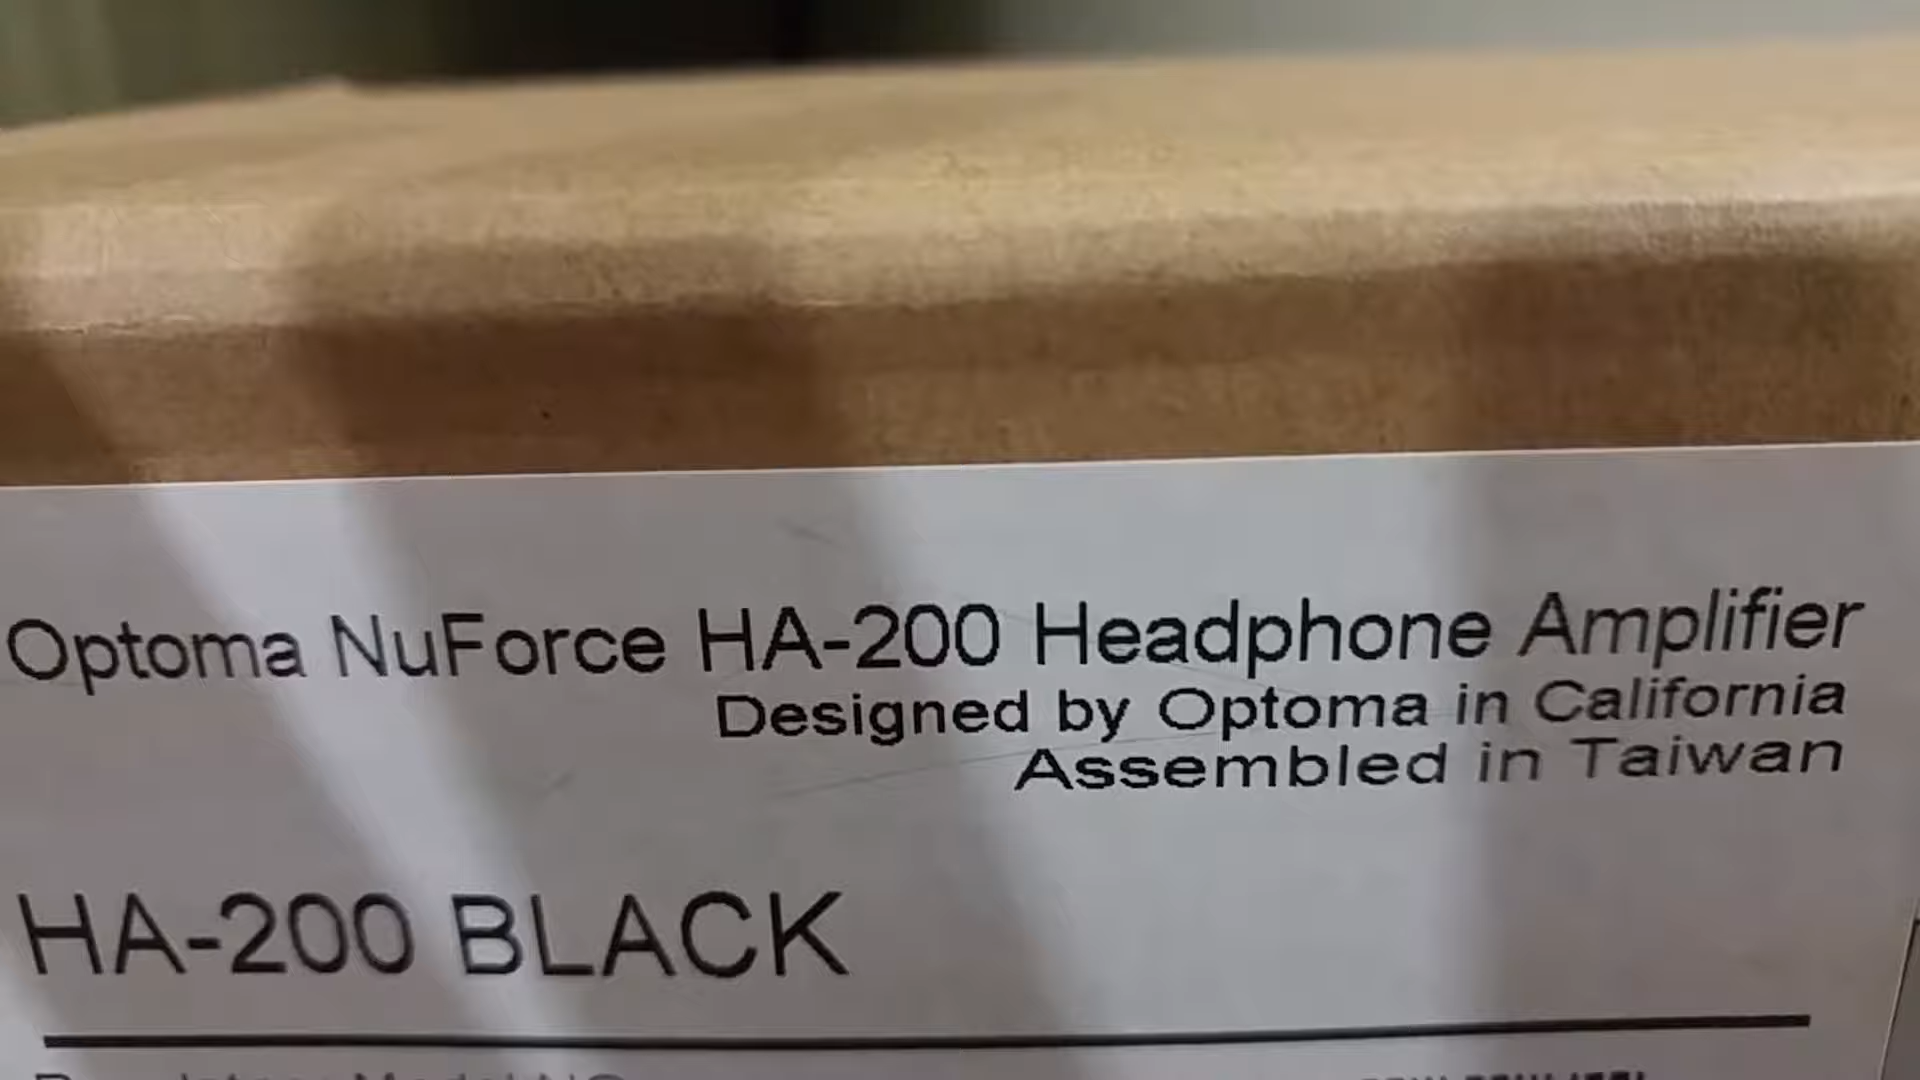 Optoma NuForce HA-200 Headphone Amplifier
Designed by Optoma in California
Assembled in Taiwan
HA-200 BLACK